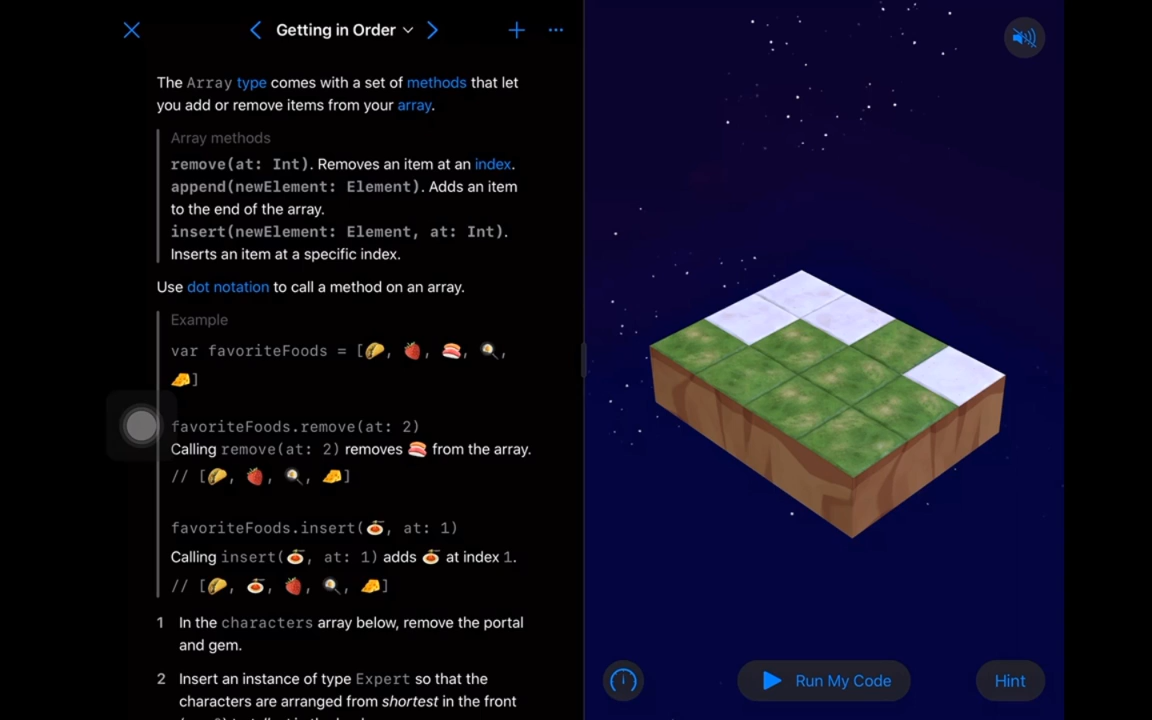 Getting in Order
The Array type comes with a set of methods that let
you add or remove items from your array.
Array methods
remove(at: Int). Removes an item at an index.
append(newElement: Element). Adds an item
to the end of the array.
insert(newElement: Element, at: Int).
Inserts an item at a specific index.
Use dot notation to call a method on an array.
Example
var favoriteFoods = [🌮, 🍓, 🍣, 🍳,
🧀]
favoriteFoods.remove(at: 2)
Calling remove(at: 2) removes 🍣 from the array.
// [🌮, 🍓, 🍳, 🧀]
favoriteFoods.insert(🍝, at: 1)
Calling insert(🍝, at: 1) adds 🍝 at index 1.
// [🌮, 🍝, 🍓, 🍳, 🧀]
1 In the characters array below, remove the portal
and gem.
2 Insert an instance of type Expert so that the
characters are arranged from shortest in the front
Run My Code
Hint